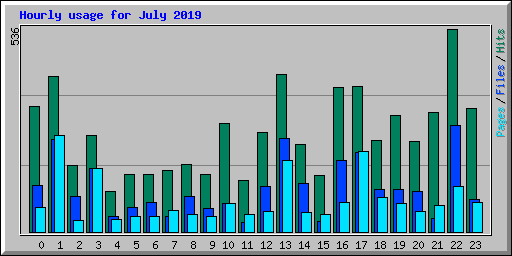 Hourly usage for July 2019
536
Pages / Files / Hits
0 1 2 3 4 5 6 7 8 9 10 11 12 13 14 15 16 17 18 19 20 21 22 23